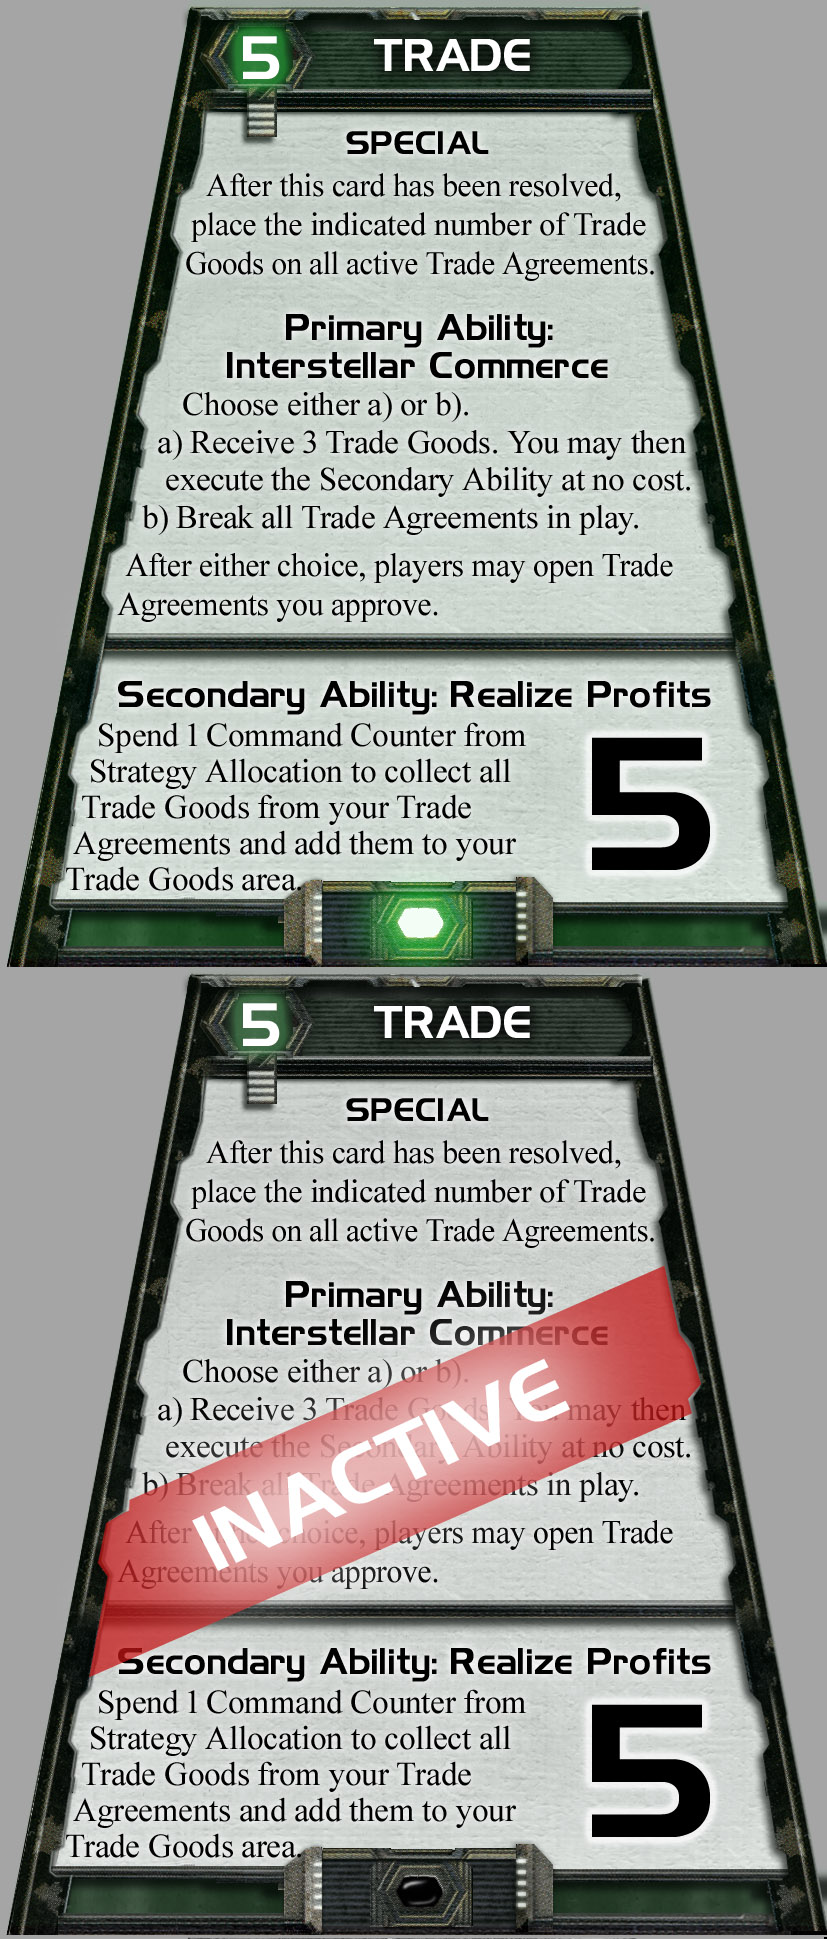 5 TRADE
SPECIAL
After this card has been resolved,
place the indicated number of Trade
Goods on all active Trade Agreements.
Primary Ability:
Interstellar Commerce
Choose either a) or b).
a) Receive 3 Trade Goods. You may then
execute the Secondary Ability at no cost.
b) Break all Trade Agreements in play.
After either choice, players may open Trade
Agreements you approve.
Secondary Ability: Realize Profits
Spend 1 Command Counter from
Strategy Allocation to collect all
Trade Goods from your Trade
Agreements and add them to your
Trade Goods area.
5
5 TRADE
SPECIAL
After this card has been resolved,
place the indicated number of Trade
Goods on all active Trade Agreements.
Primary Ability:
Interstellar Commerce
Choose either a) or b).
a) Receive 3 Trade Goods. You may then
execute the Secondary Ability at no cost.
b) Break all Trade Agreements in play.
After either choice, players may open Trade
Agreements you approve.
INACTIVE
Secondary Ability: Realize Profits
Spend 1 Command Counter from
Strategy Allocation to collect all
Trade Goods from your Trade
Agreements and add them to your
Trade Goods area.
5